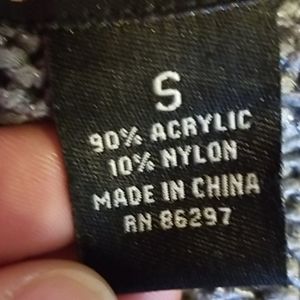 S
90% ACRYLIC
10% NYLON
MADE IN CHINA
RN 86297